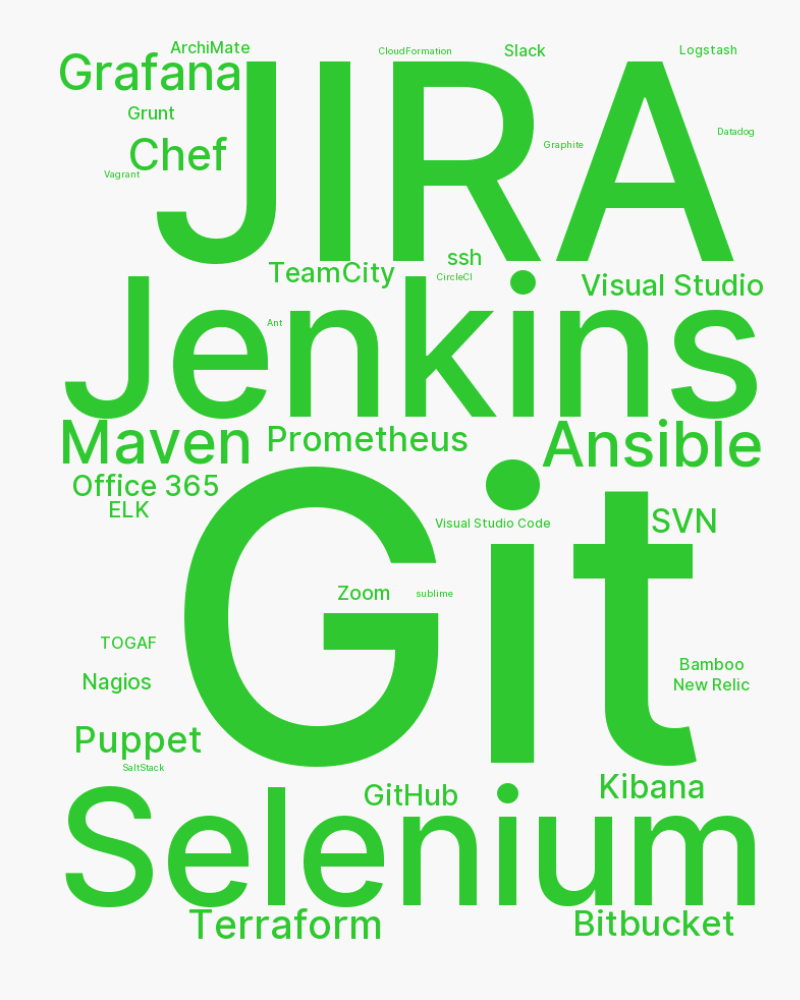 ArchiMate
CloudFormation
Slack
Logstash
Grafana
JIRA
Grunt
Datadog
Graphite
Chef
Vagrant
ssh
TeamCity
CircleCI
Visual Studio
Jenkins
Ant
Maven
Prometheus
Ansible
Office 365
ELK
Visual Studio Code
SVN
Git
Zoom
sublime
TOGAF
Nagios
Bamboo
New Relic
Puppet
SaltStack
Kibana
GitHub
Selenium
Terraform
Bitbucket